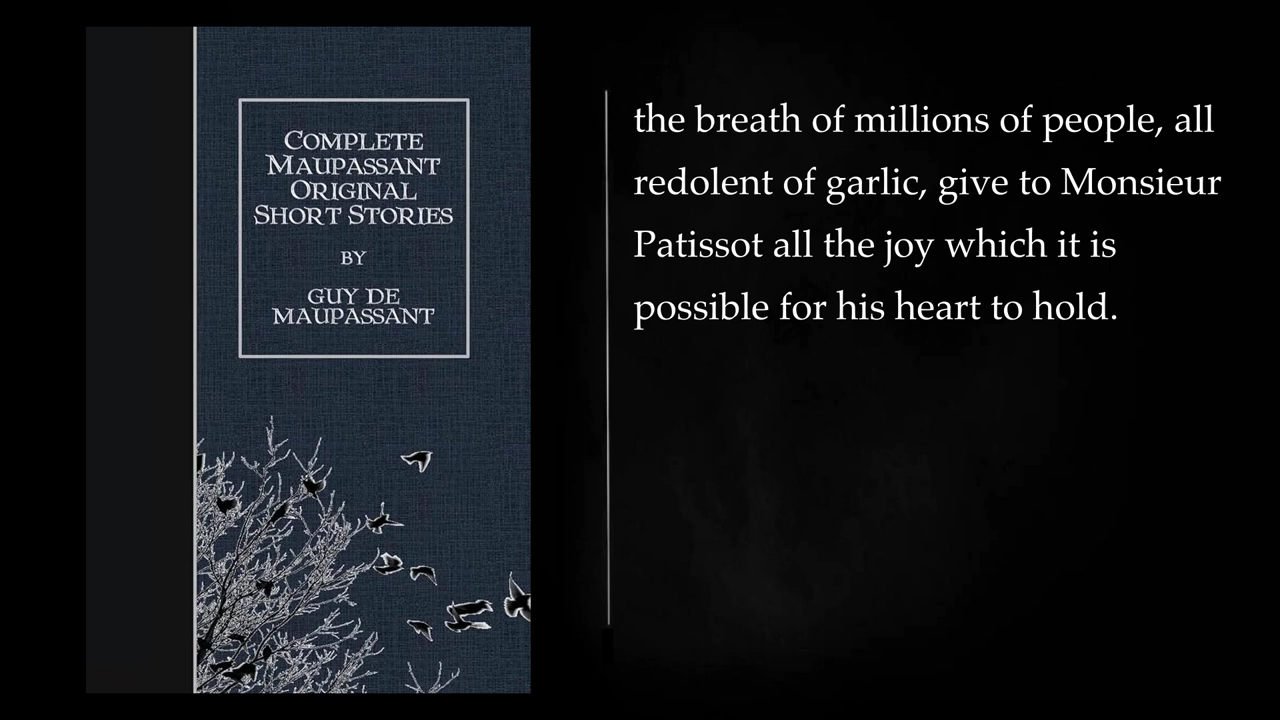 COMPLETE
MAUPASSANT
ORIGINAL
SHORT STORIES
BY
GUY DE
MAUPASSANT
the breath of millions of people, all
redolent of garlic, give to Monsieur
Patissot all the joy which it is
possible for his heart to hold.